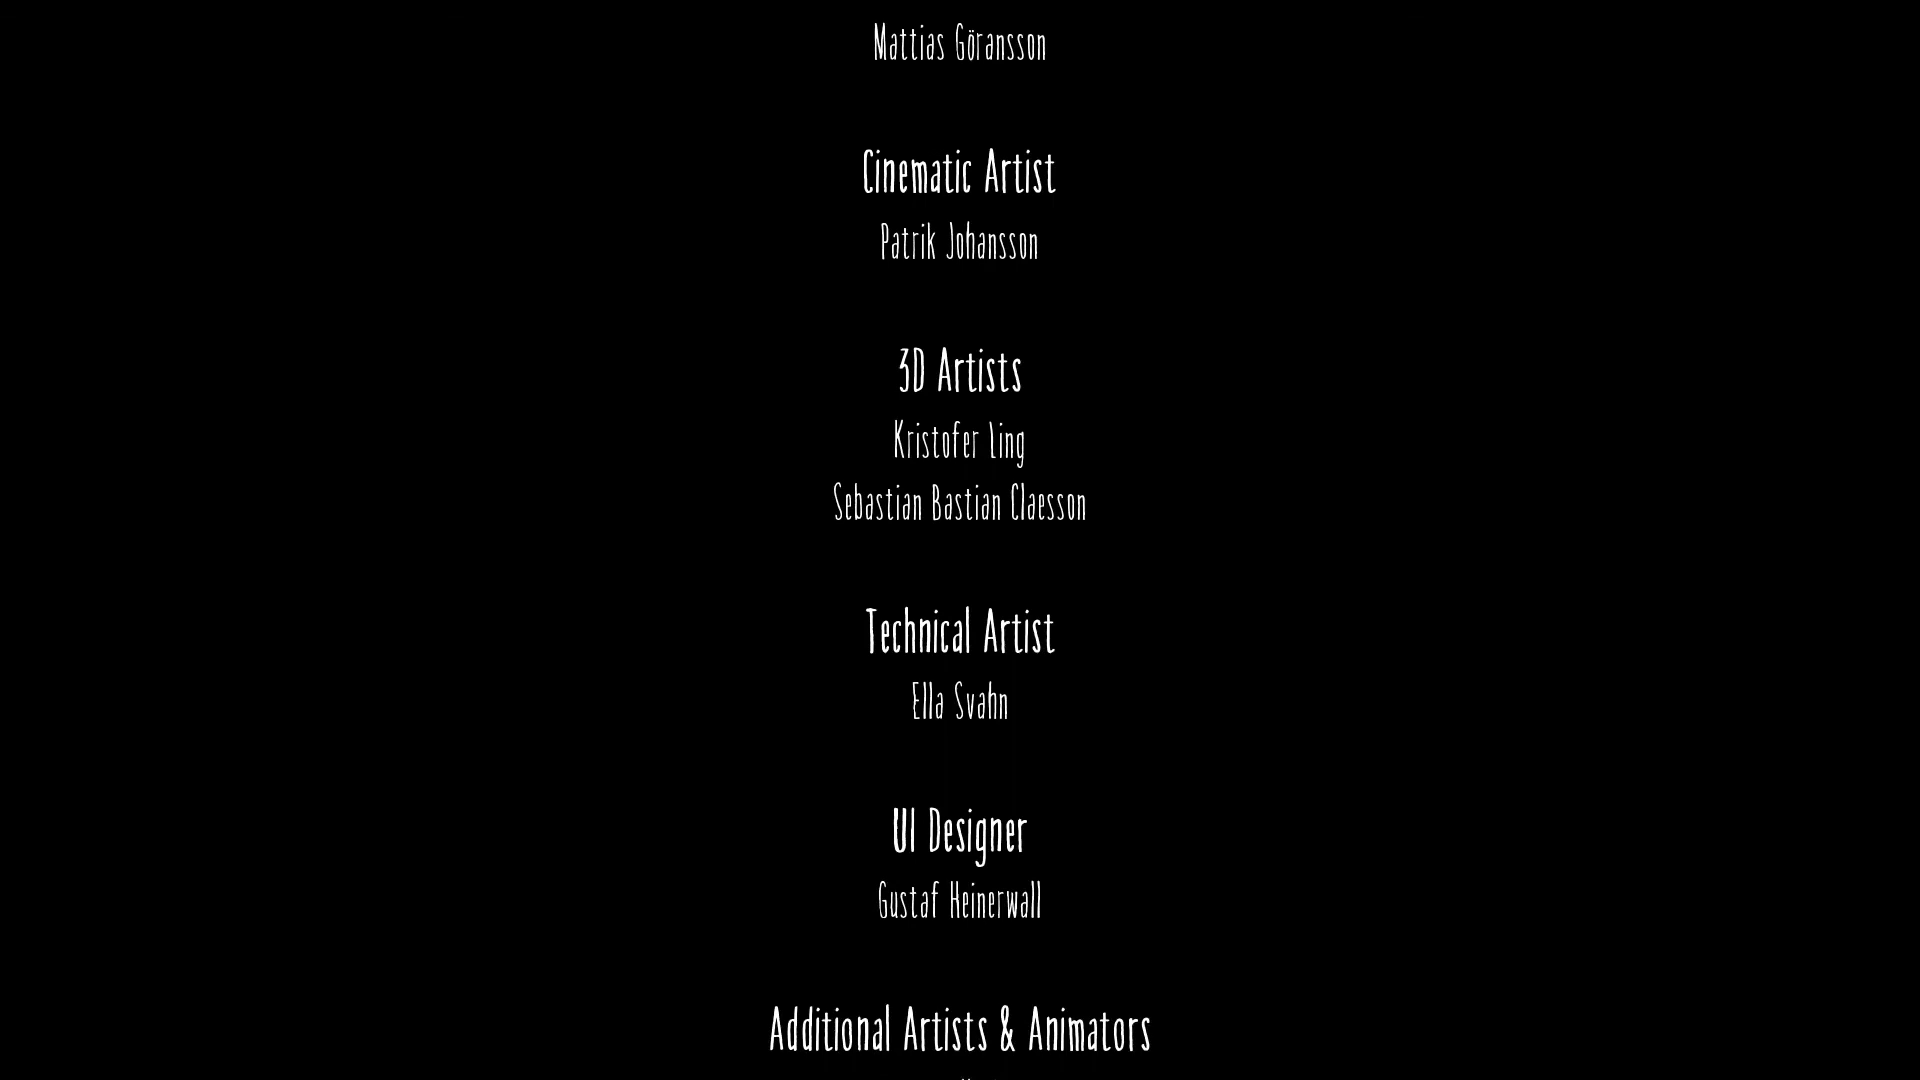 Mattias Göransson
Cinematic Artist
Patrik Johansson
3D Artists
Kristofer Ling
Sebastian Bastian Claesson
Technical Artist
Ella Svahn
UI Designer
Gustaf Heinerwall
Additional Artists & Animators